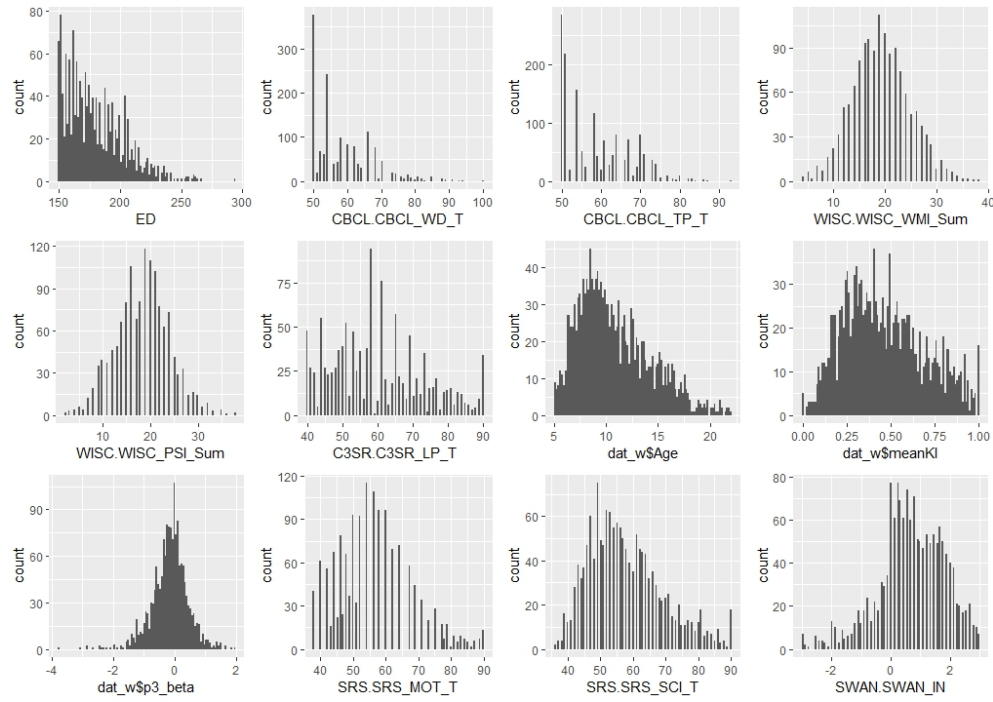 80
60
40
20
0
count
150 200 250 300
ED
300
200
100
0
count
50 60 70 80 90 100
CBCL.CBCL_WD_T
200
100
0
count
50 60 70 80 90
CBCL.CBCL_TP_T
90
60
30
0
count
10 20 30 40
WISC.WISC_WMI_Sum
120
90
60
30
0
count
10 20 30
WISC.WISC_PSI_Sum
75
50
25
0
count
40 50 60 70 80 90
C3SR.C3SR_LP_T
40
30
20
10
0
count
5 10 15 20
dat_w$Age
30
20
10
0
count
0.00 0.25 0.50 0.75 1.00
dat_w$meanKI
90
60
30
0
count
-4 -2 0 2
dat_w$p3_beta
120
90
60
30
0
count
40 50 60 70 80 90
SRS.SRS_MOT_T
60
40
20
0
count
40 50 60 70 80 90
SRS.SRS_SCI_T
80
60
40
20
0
count
-2 0 2
SWAN.SWAN_IN